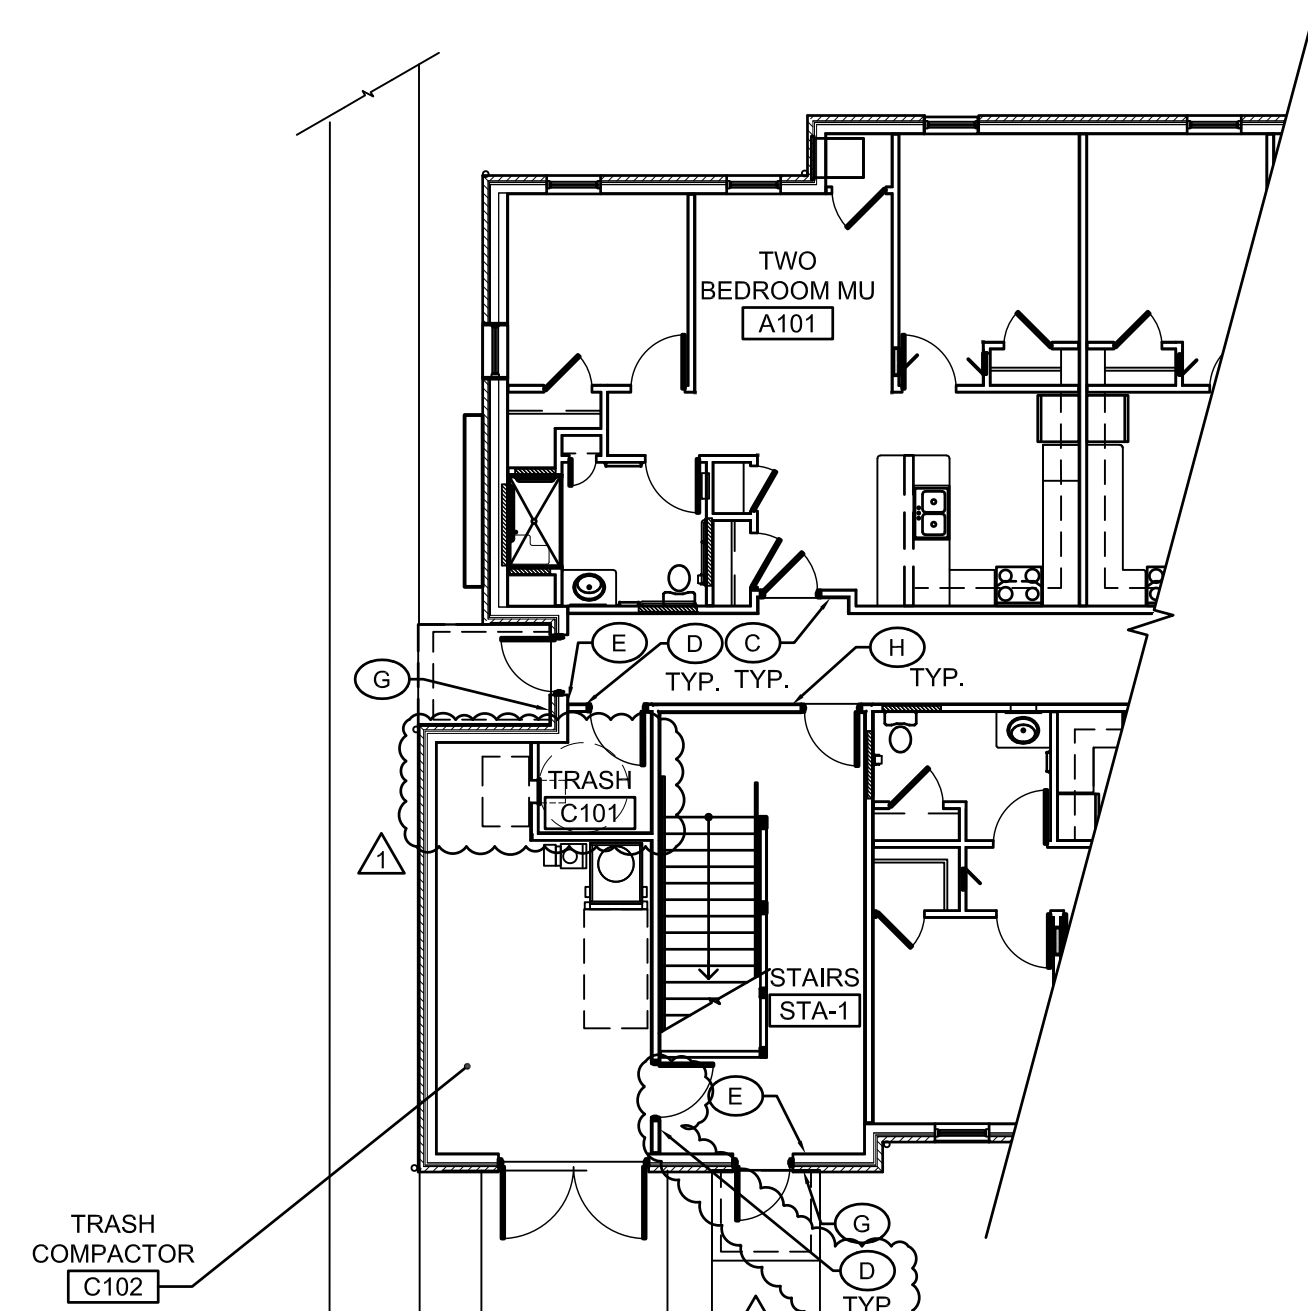 TWO
BEDROOM MU
A101
E
D
C
H
TYP.
TYP.
TYP.
G
TRASH
C101
1
STAIRS
STA-1
E
TRASH
COMPACTOR
C102
G
D
TYP